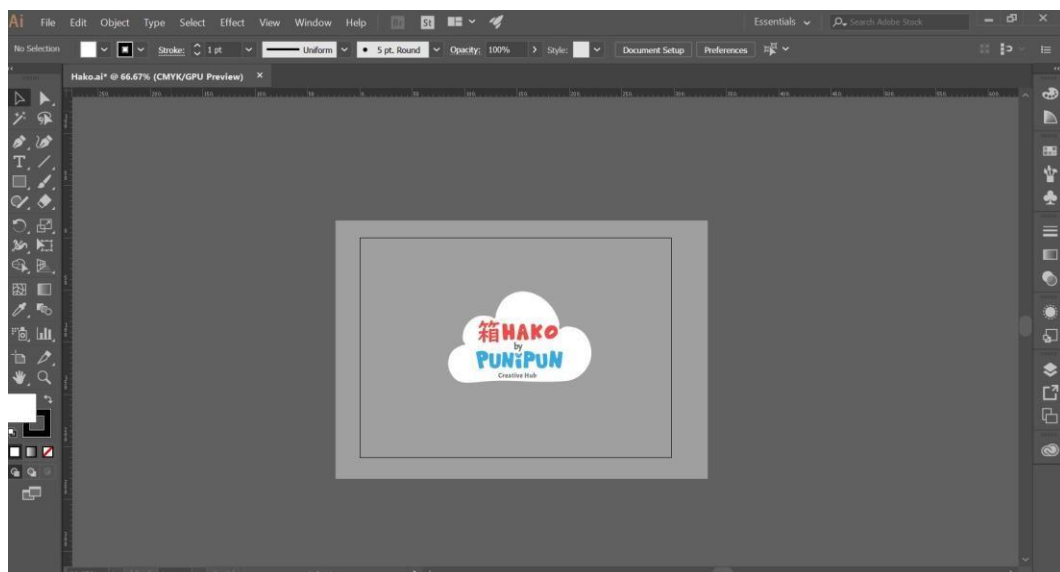 Ai File Edit Object Type Select Effect View Window Help Br St Essentials Search Adobe Stock
No Selection Stroke: 1 pt Uniform 5 pt. Round Opacity: 100% Style: Document Setup Preferences
Hako.ai* @ 66.67% (CMYK/GPU Preview) ×
箱HAKO
by
PUNiPUN
Creative Hub